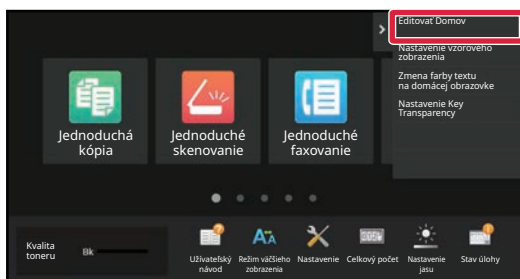 Editovať Domov
Nastavenie vzorového
zobrazenia
Zmena farby textu
na domácej obrazovke
Nastavenie Key
Transparency
Jednoduchá
kópia
Jednoduché
skenovanie
Jednoduché
faxovanie
Kvalita
toneru
Bk
Užívateľský
návod
Režim väčšieho
zobrazenia
Nastavenie
Celkový počet
Nastavenie
jasu
Stav úlohy